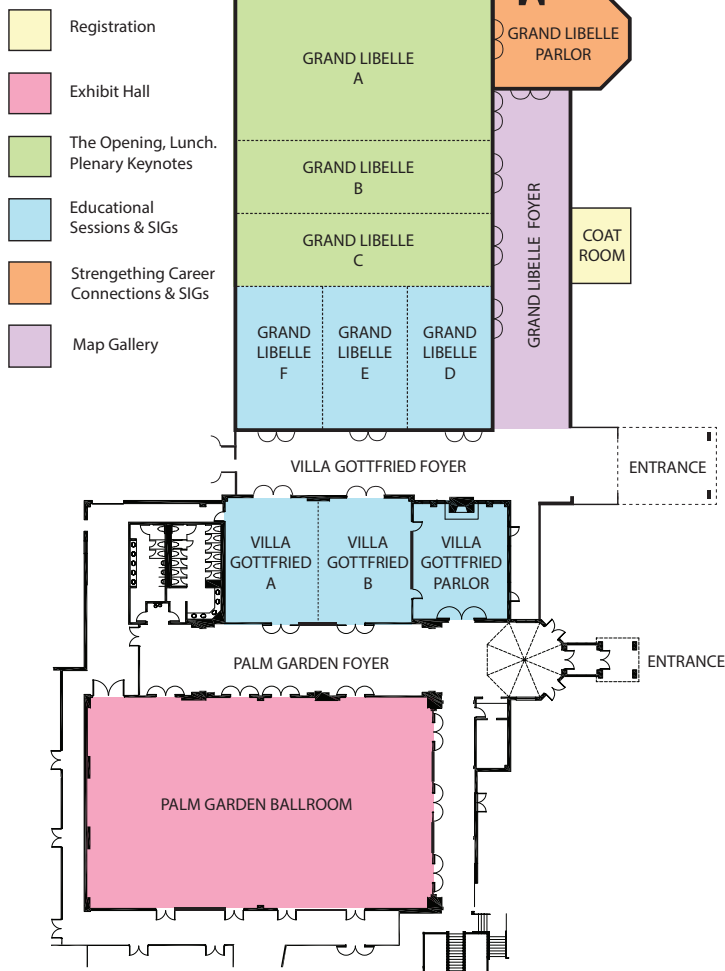 Registration
Exhibit Hall
The Opening, Lunch.
Plenary Keynotes
Educational
Sessions & SIGs
Strengething Career
Connections & SIGs
Map Gallery
GRAND LIBELLE
PARLOR
GRAND LIBELLE
A
GRAND LIBELLE
B
GRAND LIBELLE
C
GRAND LIBELLE FOYER
COAT
ROOM
GRAND
LIBELLE
F
GRAND
LIBELLE
E
GRAND
LIBELLE
D
VILLA GOTTFRIED FOYER
ENTRANCE
VILLA
GOTTFRIED
A
VILLA
GOTTFRIED
B
VILLA
GOTTFRIED
PARLOR
PALM GARDEN FOYER
ENTRANCE
PALM GARDEN BALLROOM